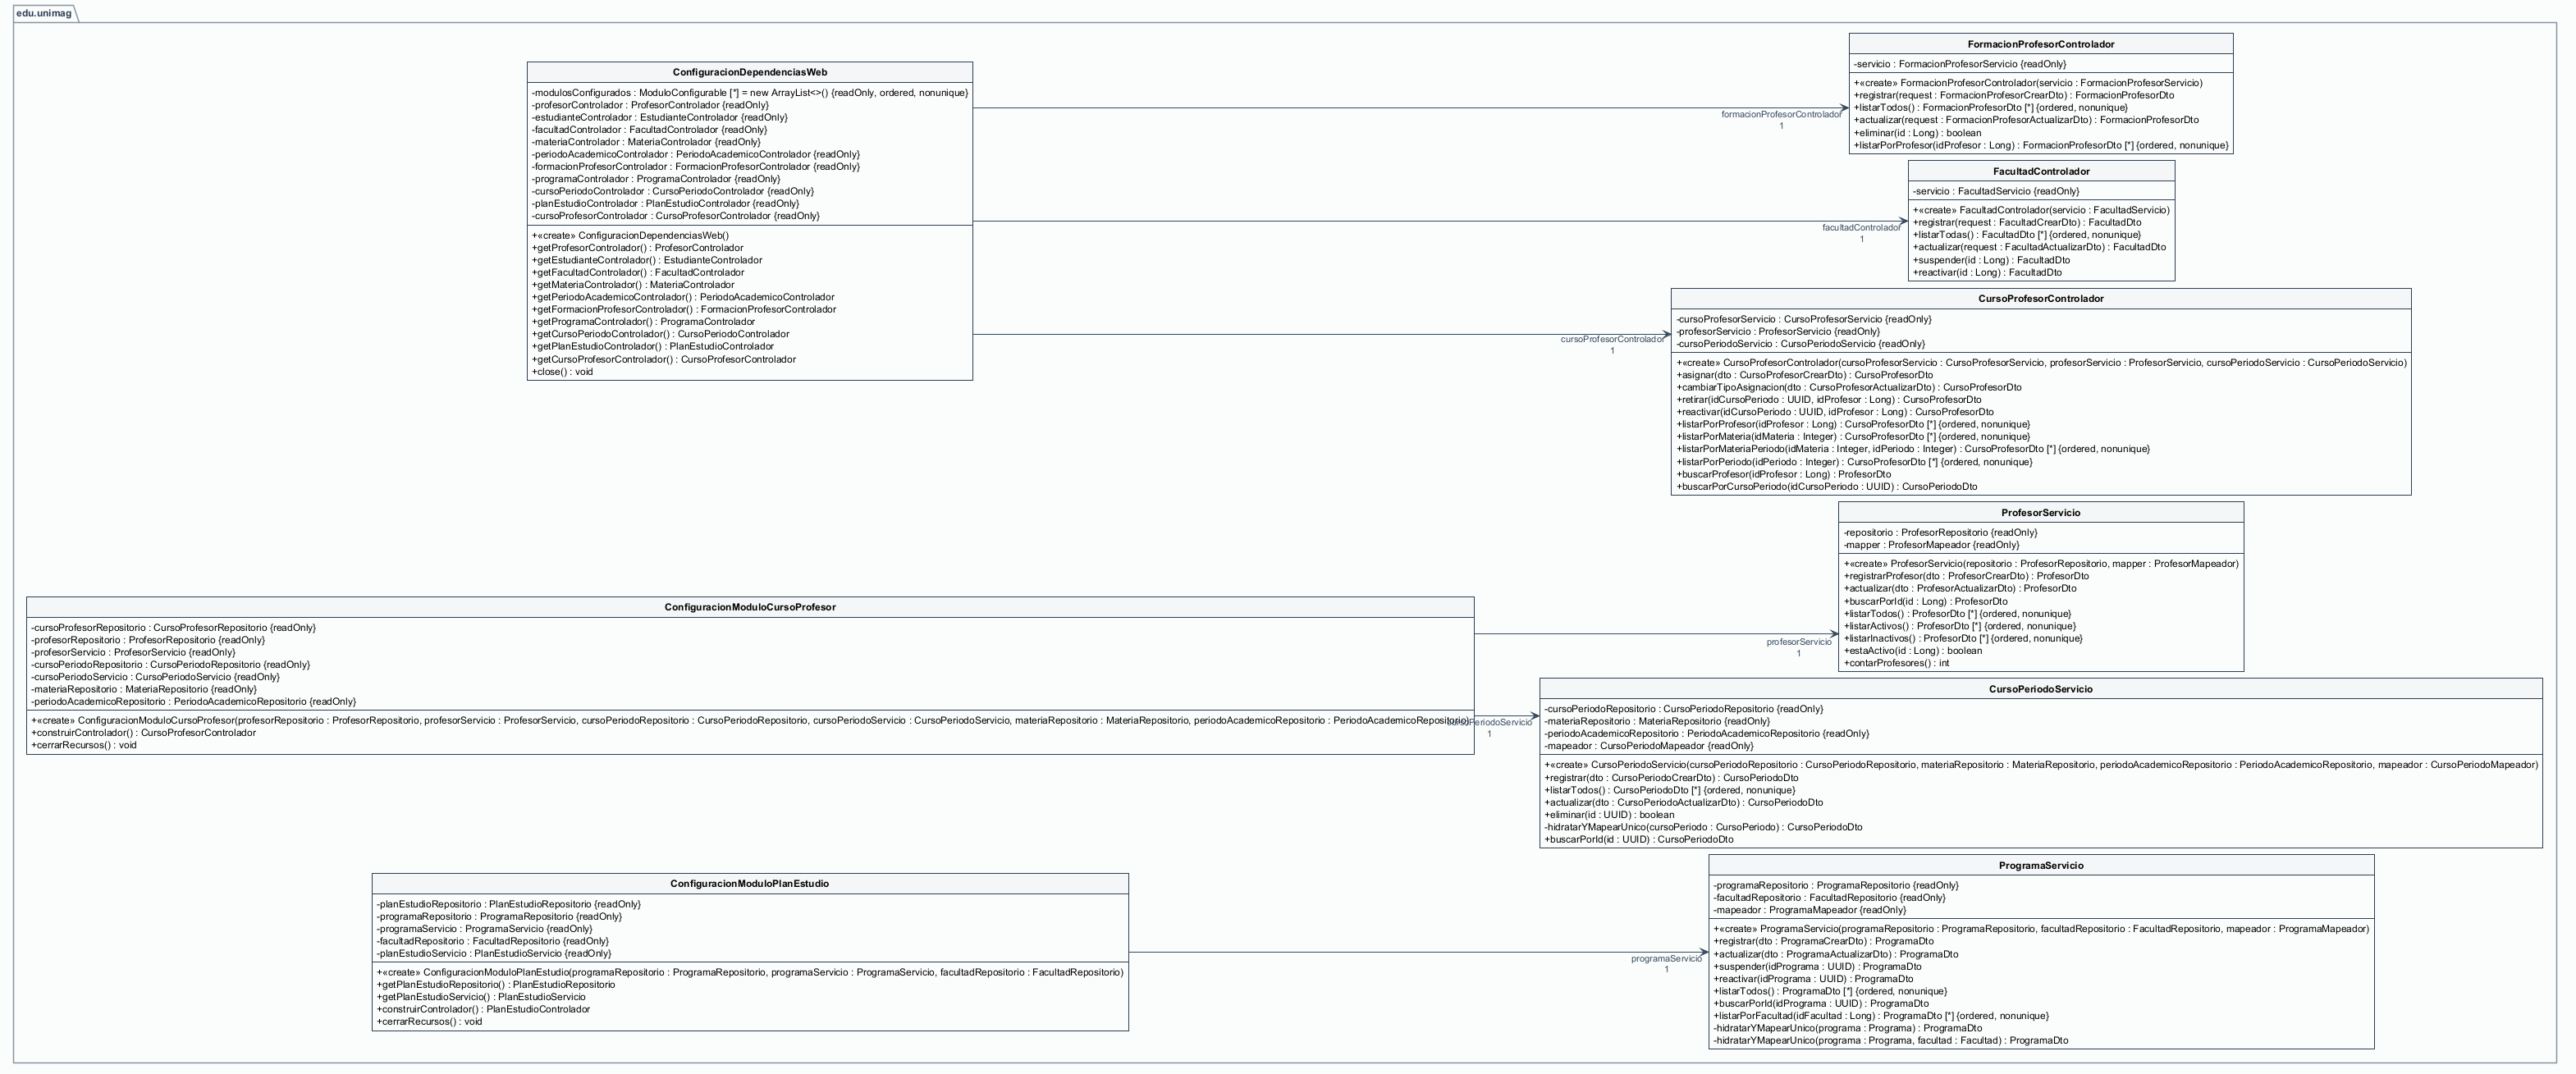 edu.unimag
ConfiguracionDependenciasWeb
-modulosConfigurados : ModuloConfigurable [*] = new ArrayList<>() {readOnly, ordered, nonunique}
-profesorControlador : ProfesorControlador {readOnly}
-estudianteControlador : EstudianteControlador {readOnly}
-facultadControlador : FacultadControlador {readOnly}
-materiaControlador : MateriaControlador {readOnly}
-periodoAcademicoControlador : PeriodoAcademicoControlador {readOnly}
-formacionProfesorControlador : FormacionProfesorControlador {readOnly}
-programaControlador : ProgramaControlador {readOnly}
-cursoPeriodoControlador : CursoPeriodoControlador {readOnly}
-planEstudioControlador : PlanEstudioControlador {readOnly}
-cursoProfesorControlador : CursoProfesorControlador {readOnly}
+«create» ConfiguracionDependenciasWeb()
+getProfesorControlador() : ProfesorControlador
+getEstudianteControlador() : EstudianteControlador
+getFacultadControlador() : FacultadControlador
+getMateriaControlador() : MateriaControlador
+getPeriodoAcademicoControlador() : PeriodoAcademicoControlador
+getFormacionProfesorControlador() : FormacionProfesorControlador
+getProgramaControlador() : ProgramaControlador
+getCursoPeriodoControlador() : CursoPeriodoControlador
+getPlanEstudioControlador() : PlanEstudioControlador
+getCursoProfesorControlador() : CursoProfesorControlador
+close() : void
formacionProfesorControlador
1
facultadControlador
1
cursoProfesorControlador
1
FormacionProfesorControlador
-servicio : FormacionProfesorServicio {readOnly}
+«create» FormacionProfesorControlador(servicio : FormacionProfesorServicio)
+registrar(request : FormacionProfesorCrearDto) : FormacionProfesorDto
+listarTodos() : FormacionProfesorDto [*] {ordered, nonunique}
+actualizar(request : FormacionProfesorActualizarDto) : FormacionProfesorDto
+eliminar(id : Long) : boolean
+listarPorProfesor(idProfesor : Long) : FormacionProfesorDto [*] {ordered, nonunique}
FacultadControlador
-servicio : FacultadServicio {readOnly}
+«create» FacultadControlador(servicio : FacultadServicio)
+registrar(request : FacultadCrearDto) : FacultadDto
+listarTodas() : FacultadDto [*] {ordered, nonunique}
+actualizar(request : FacultadActualizarDto) : FacultadDto
+suspender(id : Long) : FacultadDto
+reactivar(id : Long) : FacultadDto
CursoProfesorControlador
-cursoProfesorServicio : CursoProfesorServicio {readOnly}
-profesorServicio : ProfesorServicio {readOnly}
-cursoPeriodoServicio : CursoPeriodoServicio {readOnly}
+«create» CursoProfesorControlador(cursoProfesorServicio : CursoProfesorServicio, profesorServicio : ProfesorServicio, cursoPeriodoServicio : CursoPeriodoServicio)
+asignar(dto : CursoProfesorCrearDto) : CursoProfesorDto
+cambiarTipoAsignacion(dto : CursoProfesorActualizarDto) : CursoProfesorDto
+retirar(idCursoPeriodo : UUID, idProfesor : Long) : CursoProfesorDto
+reactivar(idCursoPeriodo : UUID, idProfesor : Long) : CursoProfesorDto
+listarPorProfesor(idProfesor : Long) : CursoProfesorDto [*] {ordered, nonunique}
+listarPorMateria(idMateria : Integer) : CursoProfesorDto [*] {ordered, nonunique}
+listarPorMateriaPeriodo(idMateria : Integer, idPeriodo : Integer) : CursoProfesorDto [*] {ordered, nonunique}
+listarPorPeriodo(idPeriodo : Integer) : CursoProfesorDto [*] {ordered, nonunique}
+buscarProfesor(idProfesor : Long) : ProfesorDto
+buscarPorCursoPeriodo(idCursoPeriodo : UUID) : CursoPeriodoDto
ProfesorServicio
-repositorio : ProfesorRepositorio {readOnly}
-mapper : ProfesorMapeador {readOnly}
+«create» ProfesorServicio(repositorio : ProfesorRepositorio, mapper : ProfesorMapeador)
+registrarProfesor(dto : ProfesorCrearDto) : ProfesorDto
+actualizar(dto : ProfesorActualizarDto) : ProfesorDto
+buscarPorId(id : Long) : ProfesorDto
+listarTodos() : ProfesorDto [*] {ordered, nonunique}
+listarActivos() : ProfesorDto [*] {ordered, nonunique}
+listarInactivos() : ProfesorDto [*] {ordered, nonunique}
+estaActivo(id : Long) : boolean
+contarProfesores() : int
ConfiguracionModuloCursoProfesor
-cursoProfesorRepositorio : CursoProfesorRepositorio {readOnly}
-profesorRepositorio : ProfesorRepositorio {readOnly}
-profesorServicio : ProfesorServicio {readOnly}
-cursoPeriodoRepositorio : CursoPeriodoRepositorio {readOnly}
-cursoPeriodoServicio : CursoPeriodoServicio {readOnly}
-materiaRepositorio : MateriaRepositorio {readOnly}
-periodoAcademicoRepositorio : PeriodoAcademicoRepositorio {readOnly}
+«create» ConfiguracionModuloCursoProfesor(profesorRepositorio : ProfesorRepositorio, profesorServicio : ProfesorServicio, cursoPeriodoRepositorio : CursoPeriodoRepositorio, cursoPeriodoServicio : CursoPeriodoServicio, materiaRepositorio : MateriaRepositorio, periodoAcademicoRepositorio : PeriodoAcademicoRepositorio)
+construirControlador() : CursoProfesorControlador
+cerrarRecursos() : void
profesorServicio
1
cursoPeriodoServicio
1
CursoPeriodoServicio
-cursoPeriodoRepositorio : CursoPeriodoRepositorio {readOnly}
-materiaRepositorio : MateriaRepositorio {readOnly}
-periodoAcademicoRepositorio : PeriodoAcademicoRepositorio {readOnly}
-mapeador : CursoPeriodoMapeador {readOnly}
+«create» CursoPeriodoServicio(cursoPeriodoRepositorio : CursoPeriodoRepositorio, materiaRepositorio : MateriaRepositorio, periodoAcademicoRepositorio : PeriodoAcademicoRepositorio, mapeador : CursoPeriodoMapeador)
+registrar(dto : CursoPeriodoCrearDto) : CursoPeriodoDto
+listarTodos() : CursoPeriodoDto [*] {ordered, nonunique}
+actualizar(dto : CursoPeriodoActualizarDto) : CursoPeriodoDto
+eliminar(id : UUID) : boolean
-hidratarYMapearUnico(cursoPeriodo : CursoPeriodo) : CursoPeriodoDto
+buscarPorId(id : UUID) : CursoPeriodoDto
ConfiguracionModuloPlanEstudio
-planEstudioRepositorio : PlanEstudioRepositorio {readOnly}
-programaRepositorio : ProgramaRepositorio {readOnly}
-programaServicio : ProgramaServicio {readOnly}
-facultadRepositorio : FacultadRepositorio {readOnly}
-planEstudioServicio : PlanEstudioServicio {readOnly}
+«create» ConfiguracionModuloPlanEstudio(programaRepositorio : ProgramaRepositorio, programaServicio : ProgramaServicio, facultadRepositorio : FacultadRepositorio)
+getPlanEstudioRepositorio() : PlanEstudioRepositorio
+getPlanEstudioServicio() : PlanEstudioServicio
+construirControlador() : PlanEstudioControlador
+cerrarRecursos() : void
programaServicio
1
ProgramaServicio
-programaRepositorio : ProgramaRepositorio {readOnly}
-facultadRepositorio : FacultadRepositorio {readOnly}
-mapeador : ProgramaMapeador {readOnly}
+«create» ProgramaServicio(programaRepositorio : ProgramaRepositorio, facultadRepositorio : FacultadRepositorio, mapeador : ProgramaMapeador)
+registrar(dto : ProgramaCrearDto) : ProgramaDto
+actualizar(dto : ProgramaActualizarDto) : ProgramaDto
+suspender(idPrograma : UUID) : ProgramaDto
+reactivar(idPrograma : UUID) : ProgramaDto
+listarTodos() : ProgramaDto [*] {ordered, nonunique}
+buscarPorId(idPrograma : UUID) : ProgramaDto
+listarPorFacultad(idFacultad : Long) : ProgramaDto [*] {ordered, nonunique}
-hidratarYMapearUnico(programa : Programa) : ProgramaDto
-hidratarYMapearUnico(programa : Programa, facultad : Facultad) : ProgramaDto